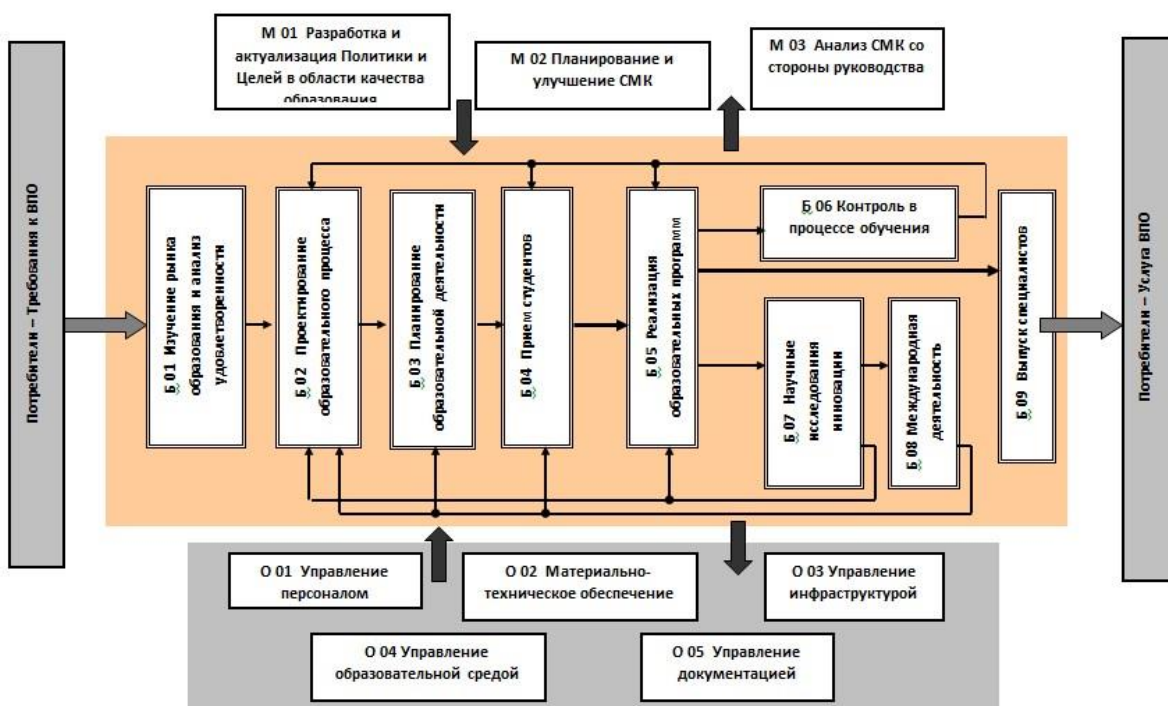 М 01 Разработка и
актуализация Политики и
Целей в области качества
образования
М 02 Планирование и
улучшение СМК
М 03 Анализ СМК со
стороны руководства
Потребители – Требования к ВПО
Б 01 Изучение рынка
образования и анализ
удовлетворенности
Б 02 Проектирование
образовательного процесса
Б 03 Планирование
образовательной деятельности
Б 04 Прием студентов
Б 05 Реализация
образовательных программ
Б 06 Контроль в
процессе обучения
Б 07 Научные
исследования
инновации
Б 08 Международная
деятельность
Б 09 Выпуск специалистов
Потребители – Услуга ВПО
О 01 Управление
персоналом
О 02 Материально-
техническое обеспечение
О 03 Управление
инфраструктурой
О 04 Управление
образовательной средой
О 05 Управление
документацией